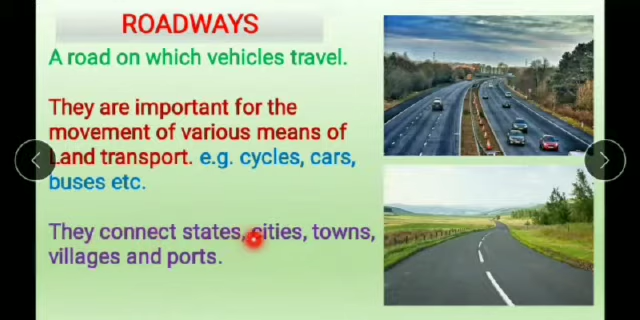 ROADWAYS
A road on which vehicles travel.
They are important for the
movement of various means of
Land transport. e.g. cycles, cars,
buses etc.
They connect states, cities, towns,
villages and ports.